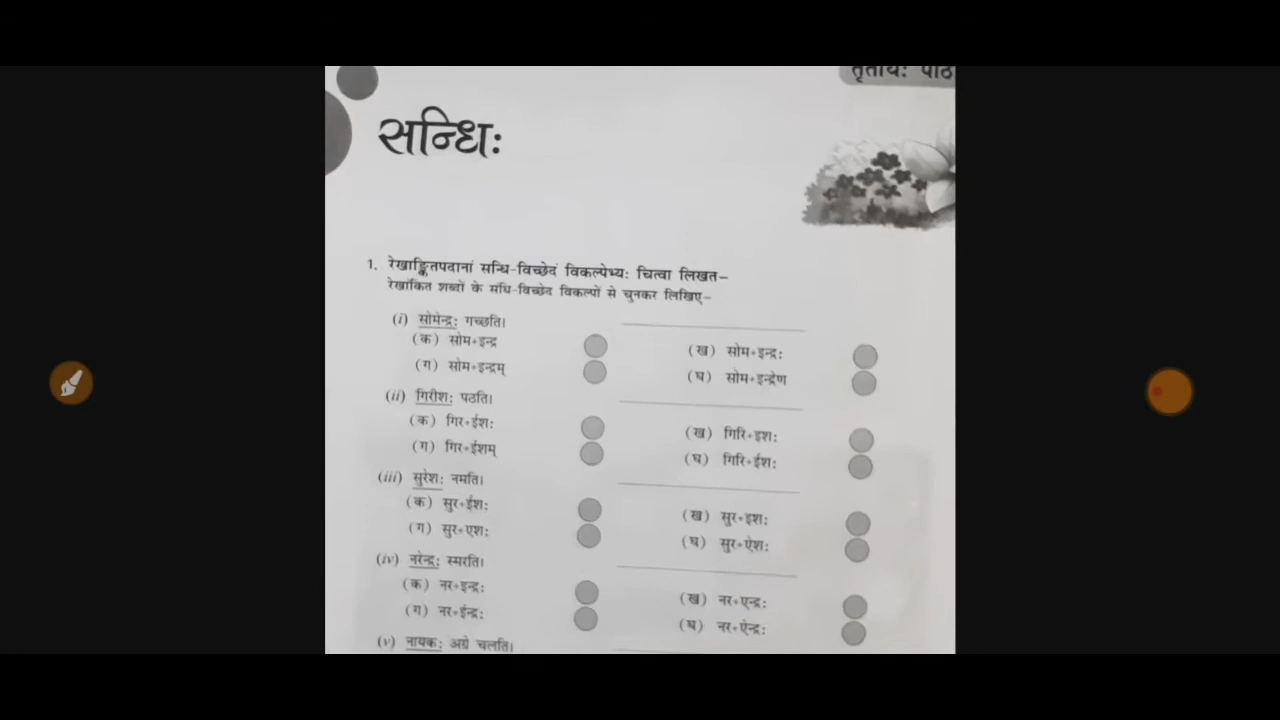 तृतीयः पाठ
सन्धिः
1. रेखाङ्कितपदानां सन्धि-विच्छेदं विकल्पेभ्यः चित्वा लिखत–
रेखांकित शब्दों के संधि-विच्छेद विकल्पों से चुनकर लिखिए–
(i) सोमेन्द्रः गच्छति।
(क) सोम+इन्द्र (ख) सोम+इन्द्रः
(ग) सोम+इन्द्रम् (घ) सोम+इन्द्रेण
(ii) गिरीशः पठति।
(क) गिर+ईशः (ख) गिरि+इशः
(ग) गिर+ईशम् (घ) गिरि+ईशः
(iii) सुरेशः नमति।
(क) सुर+ईशः (ख) सुर+इशः
(ग) सुर+एशः (घ) सुर+ऐशः
(iv) नरेन्द्रः स्मरति।
(क) नर+इन्द्रः (ख) नर+एन्द्रः
(ग) नर+ईन्द्रः (घ) नर+ऐन्द्रः
(v) नायकः अग्रे चलति।